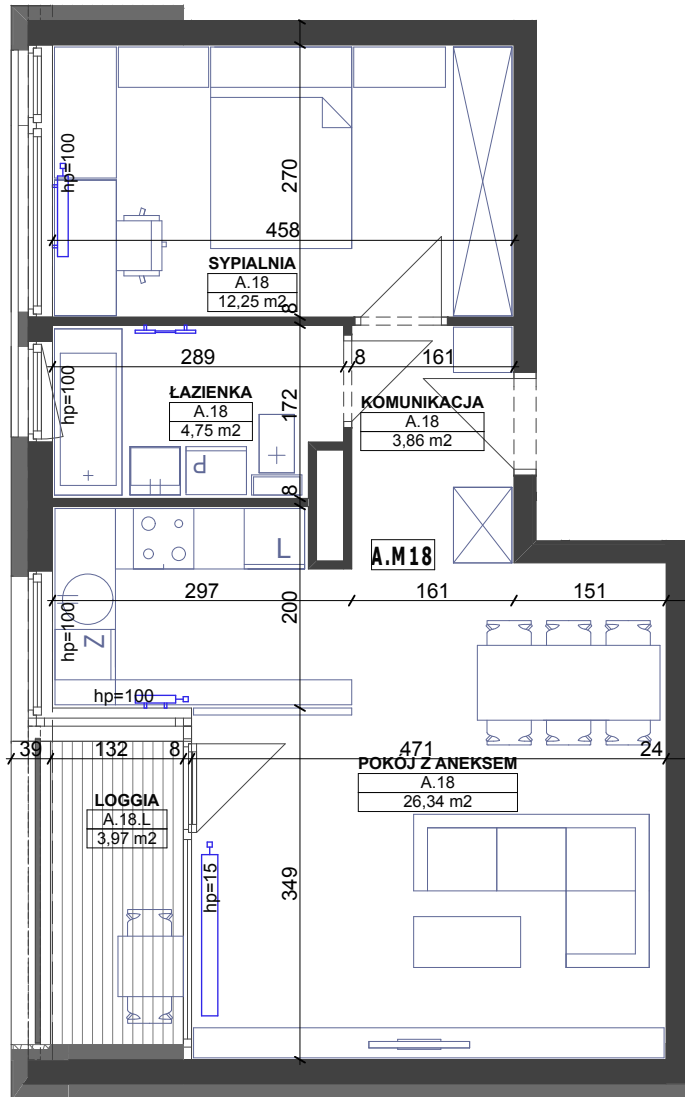 hp=100
270
458
SYPIALNIA
A.18
12,25 m2
8
289
8
161
hp=100
ŁAZIENKA
A.18
4,75 m2
172
KOMUNIKACJA
A.18
3,86 m2
P
8
L
A.M18
297
161
151
200
hp=100
Z
hp=100
39
132
8
471
24
POKÓJ Z ANEKSEM
A.18
26,34 m2
LOGGIA
A.18.L
3,97 m2
349
hp=15